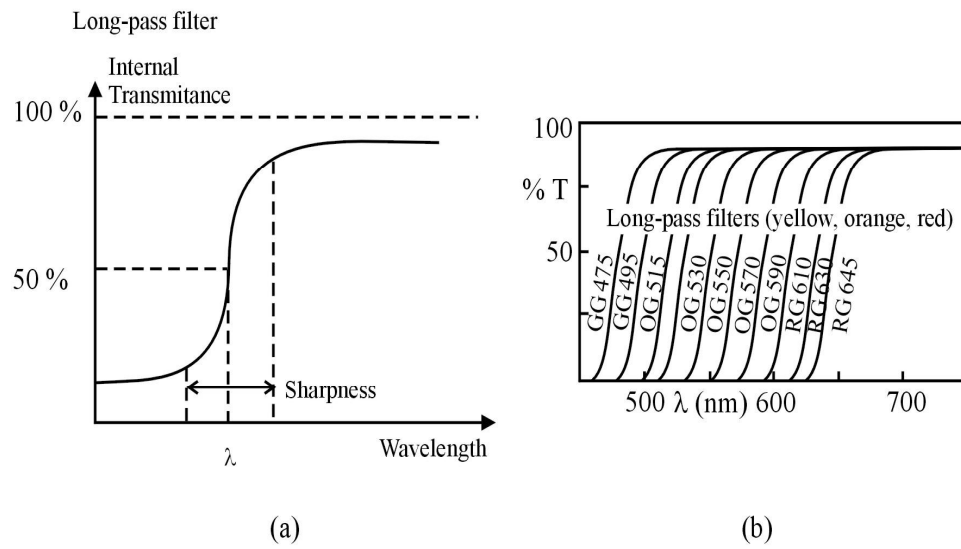 Long-pass filter
Internal
Transmitance
100 %
50 %
Sharpness
λ
Wavelength
(a)
100
% T
Long-pass filters (yellow, orange, red)
50
GG 475
GG 495
OG 515
OG 530
OG 550
OG 570
OG 590
RG 610
RG 630
RG 645
500 λ (nm) 600 700
(b)